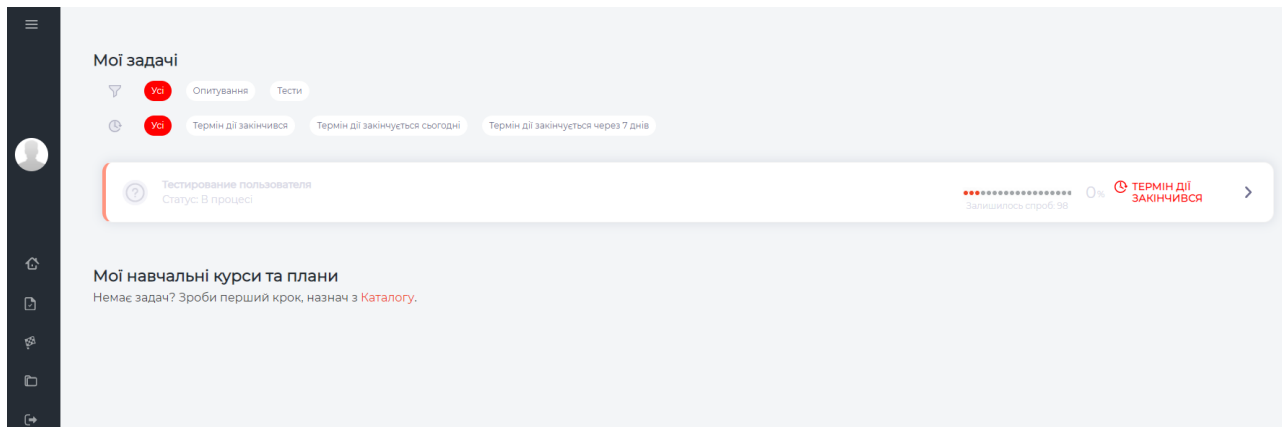 Мої задачі
Усі Опитування Тести
Усі Термін дії закінчився Термін дії закінчується сьогодні Термін дії закінчується через 7 днів
Тестирование пользователя
Статус: В процесі
Залишилось спроб: 98
0%
ТЕРМІН ДІЇ
ЗАКІНЧИВСЯ
Мої навчальні курси та плани
Немає задач? Зроби перший крок, назнач з Каталогу.